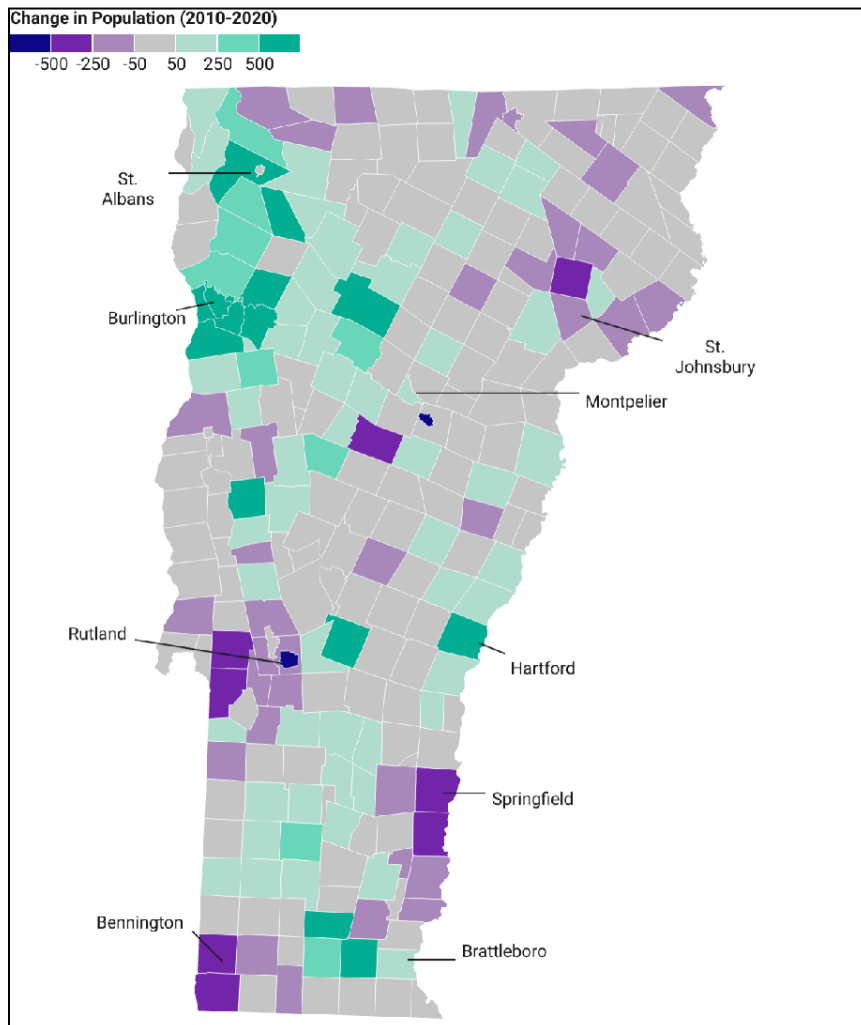 Change in Population (2010-2020)
-500 -250 -50 50 250 500
St.
Albans
Burlington
St.
Johnsbury
Montpelier
Rutland
Hartford
Springfield
Bennington
Brattleboro